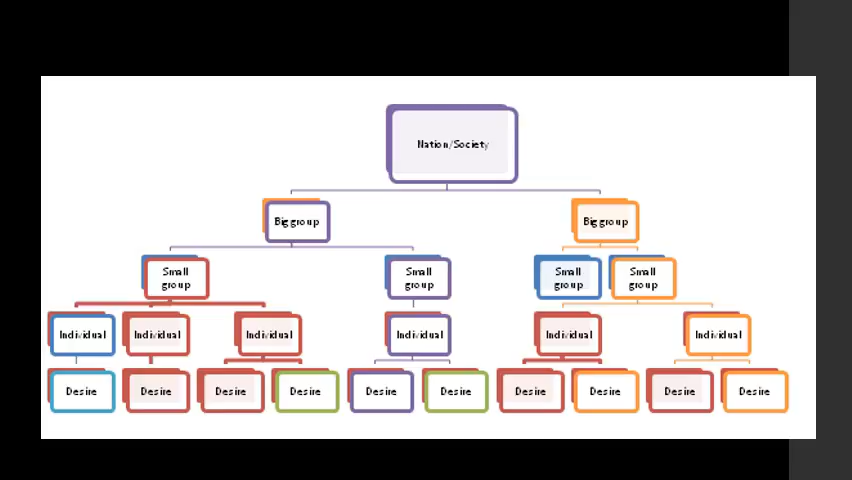 Nation/Society
Big group
Big group
Small
group
Small
group
Small
group
Small
group
Individual
Individual
Individual
Individual
Individual
Individual
Desire
Desire
Desire
Desire
Desire
Desire
Desire
Desire
Desire
Desire